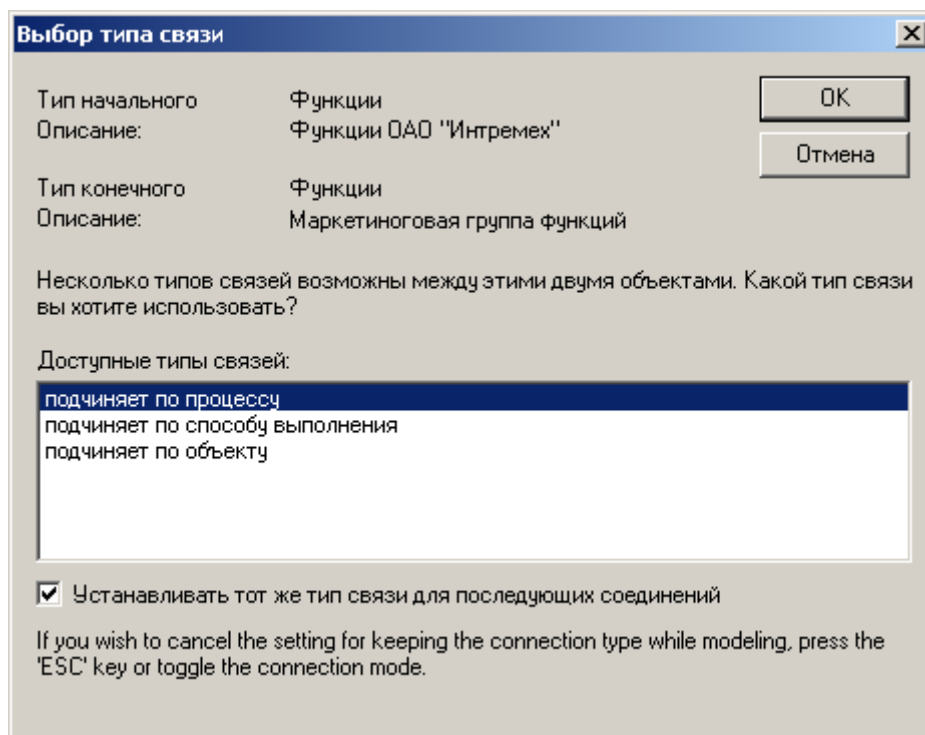 Выбор типа связи
Тип начального Функции
Описание: Функции ОАО "Интремех"
OK
Отмена
Тип конечного Функции
Описание: Маркетиноговая группа функций
Несколько типов связей возможны между этими двумя объектами. Какой тип связи
вы хотите использовать?
Доступные типы связей:
подчиняет по процессу
подчиняет по способу выполнения
подчиняет по объекту
Устанавливать тот же тип связи для последующих соединений
If you wish to cancel the setting for keeping the connection type while modeling, press the
'ESC' key or toggle the connection mode.